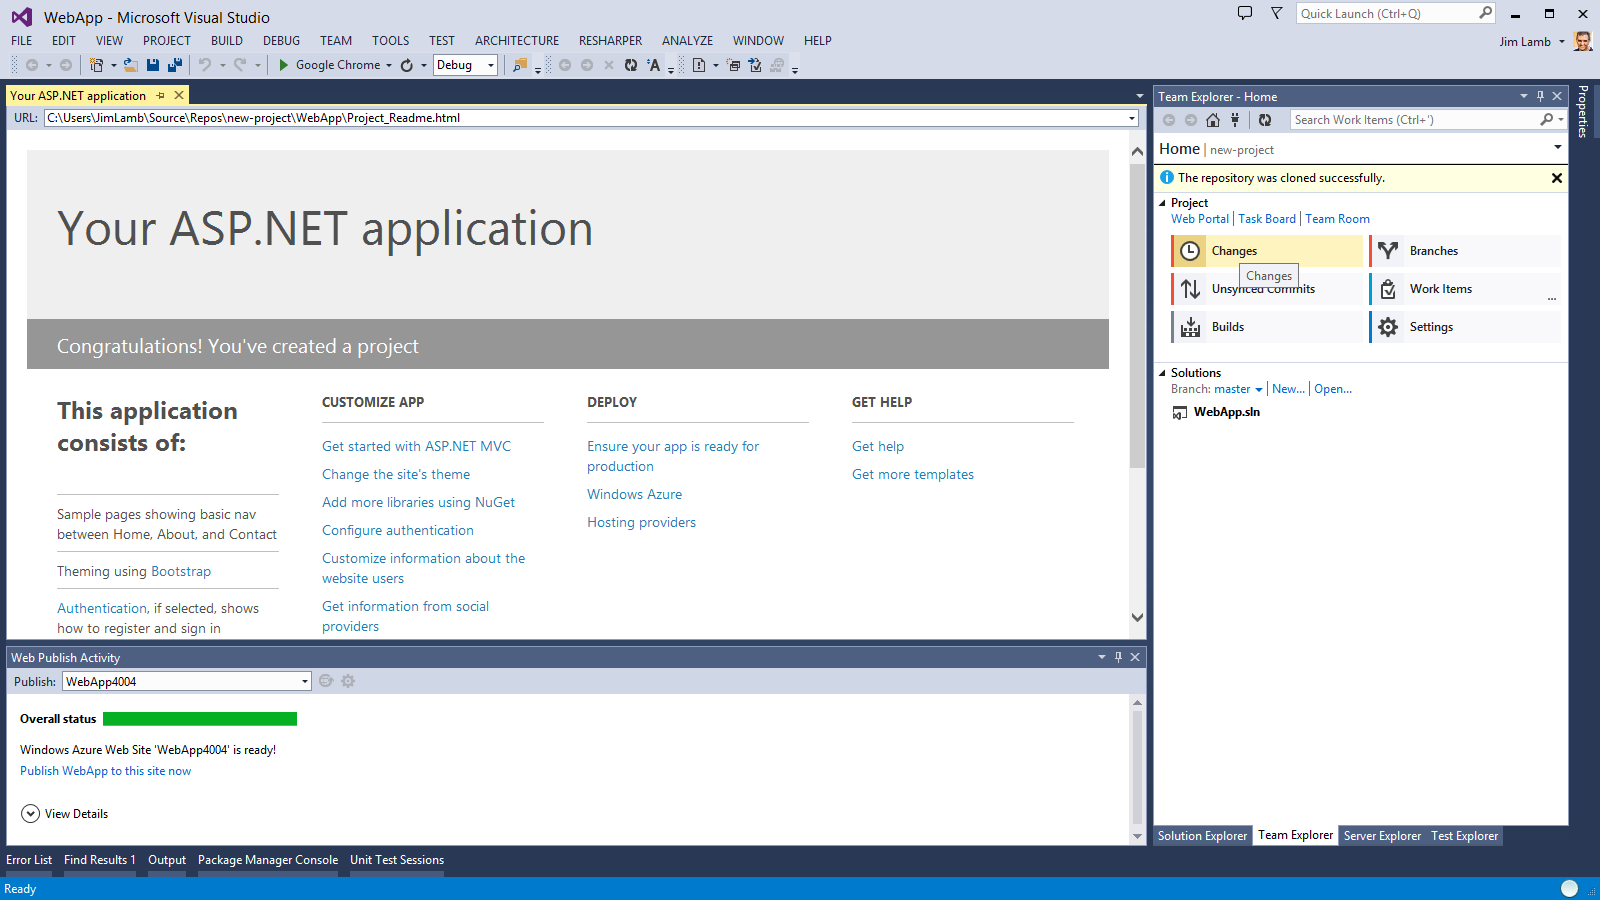 WebApp - Microsoft Visual Studio
Quick Launch (Ctrl+Q)
FILE EDIT VIEW PROJECT BUILD DEBUG TEAM TOOLS TEST ARCHITECTURE RESHARPER ANALYZE WINDOW HELP
Jim Lamb
Google Chrome
Debug
Your ASP.NET application
URL: C:\Users\JimLamb\Source\Repos\new-project\WebApp\Project_Readme.html
Your ASP.NET application
Congratulations! You've created a project
This application
consists of:
Sample pages showing basic nav
between Home, About, and Contact
Theming using Bootstrap
Authentication, if selected, shows
how to register and sign in
CUSTOMIZE APP
Get started with ASP.NET MVC
Change the site's theme
Add more libraries using NuGet
Configure authentication
Customize information about the
website users
Get information from social
providers
DEPLOY
Ensure your app is ready for
production
Windows Azure
Hosting providers
GET HELP
Get help
Get more templates
Web Publish Activity
Publish: WebApp4004
Overall status
Windows Azure Web Site 'WebApp4004' is ready!
Publish WebApp to this site now
View Details
Team Explorer - Home
Search Work Items (Ctrl+')
Home | new-project
The repository was cloned successfully.
Project
Web Portal | Task Board | Team Room
Changes
Branches
Changes
Unsynced Commits
Work Items
...
Builds
Settings
Solutions
Branch: master | New... | Open...
WebApp.sln
Solution Explorer Team Explorer Server Explorer Test Explorer
Properties
Error List Find Results 1 Output Package Manager Console Unit Test Sessions
Ready